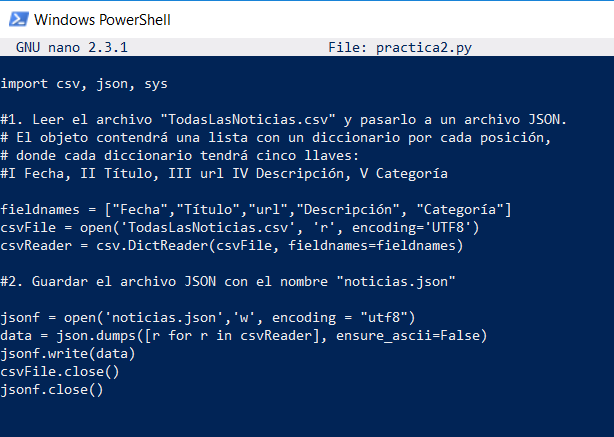 Windows PowerShell
GNU nano 2.3.1 File: practica2.py
import csv, json, sys
#1. Leer el archivo "TodasLasNoticias.csv" y pasarlo a un archivo JSON.
# El objeto contendrá una lista con un diccionario por cada posición,
# donde cada diccionario tendrá cinco llaves:
#I Fecha, II Título, III url IV Descripción, V Categoría
fieldnames = ["Fecha","Título","url","Descripción", "Categoría"]
csvFile = open('TodasLasNoticias.csv', 'r', encoding='UTF8')
csvReader = csv.DictReader(csvFile, fieldnames=fieldnames)
#2. Guardar el archivo JSON con el nombre "noticias.json"
jsonf = open('noticias.json','w', encoding = "utf8")
data = json.dumps([r for r in csvReader], ensure_ascii=False)
jsonf.write(data)
csvFile.close()
jsonf.close()